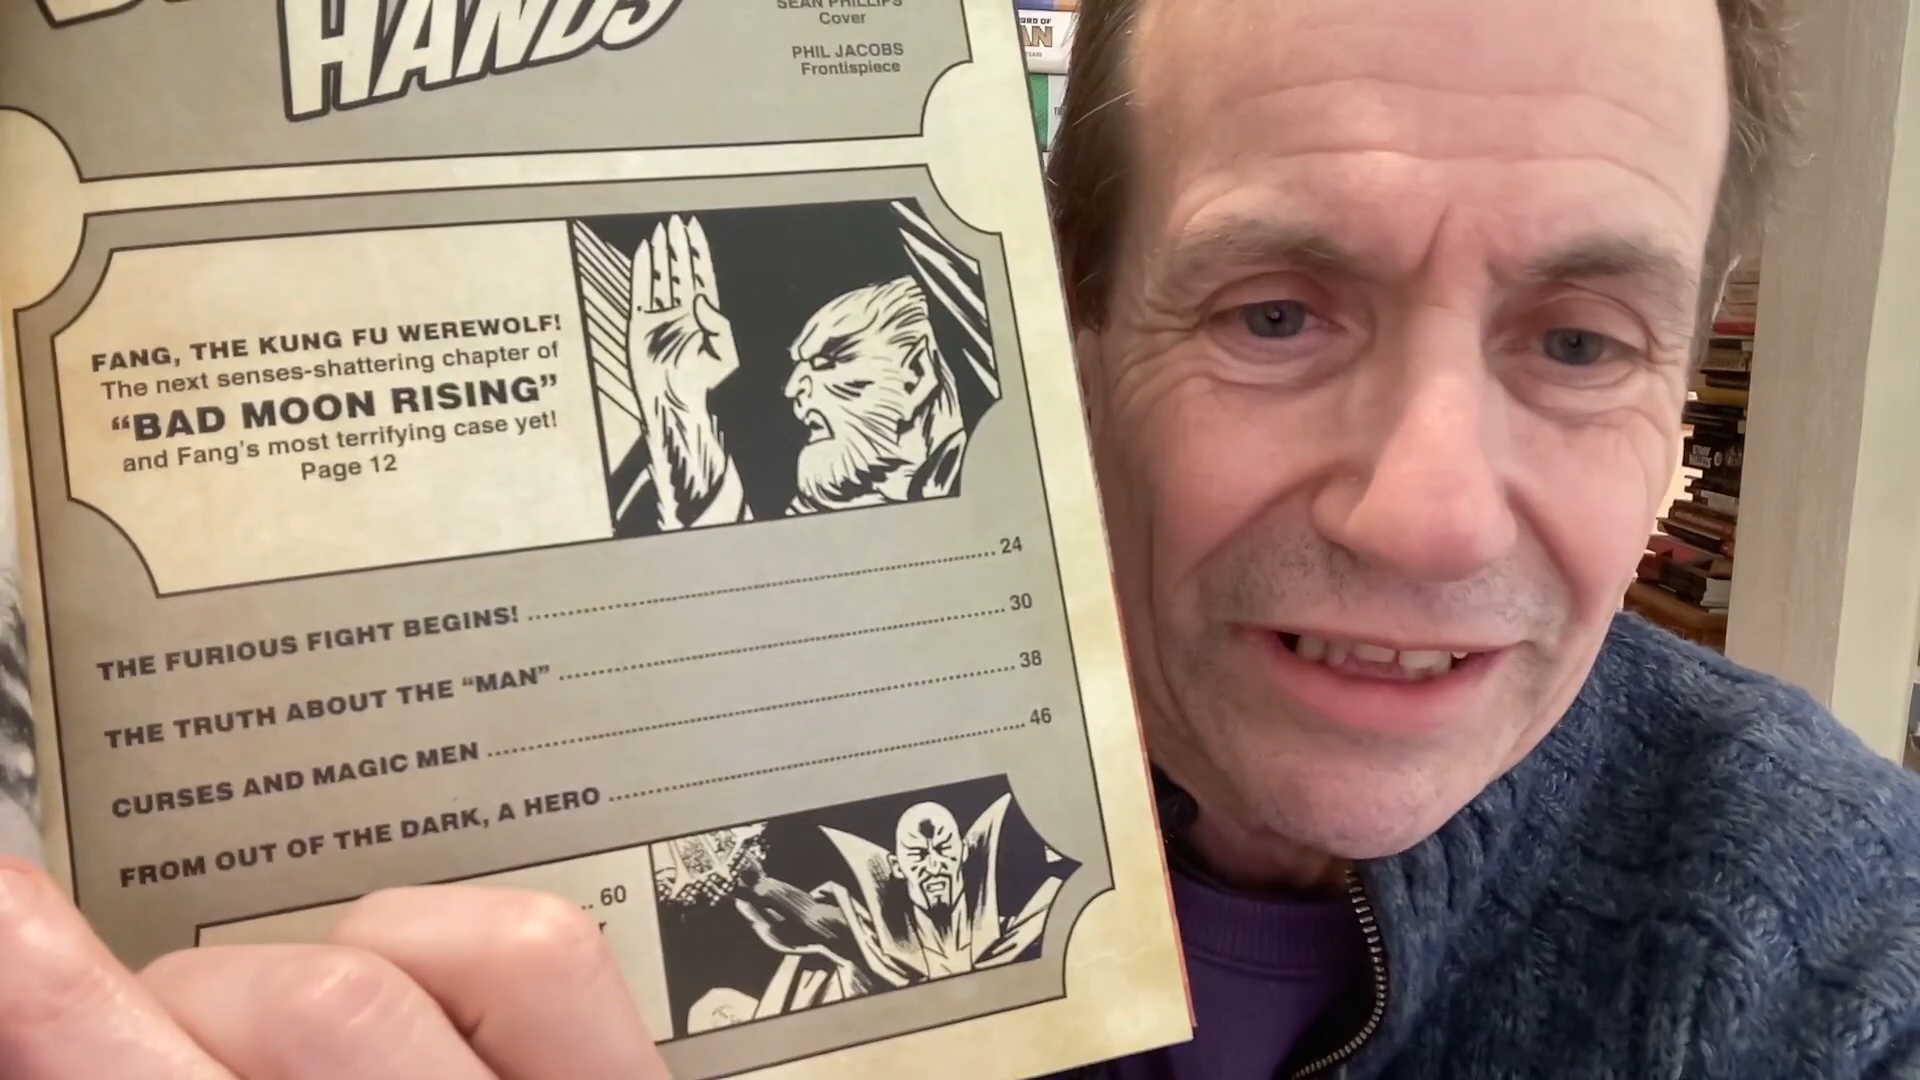 HANDS
SEAN PHILLIPS
Cover
PHIL JACOBS
Frontispiece
FANG, THE KUNG FU WEREWOLF!
The next senses-shattering chapter of
“BAD MOON RISING”
and Fang's most terrifying case yet!
Page 12
THE FURIOUS FIGHT BEGINS! 24
THE TRUTH ABOUT THE “MAN” 30
CURSES AND MAGIC MEN 38
FROM OUT OF THE DARK, A HERO 46
60